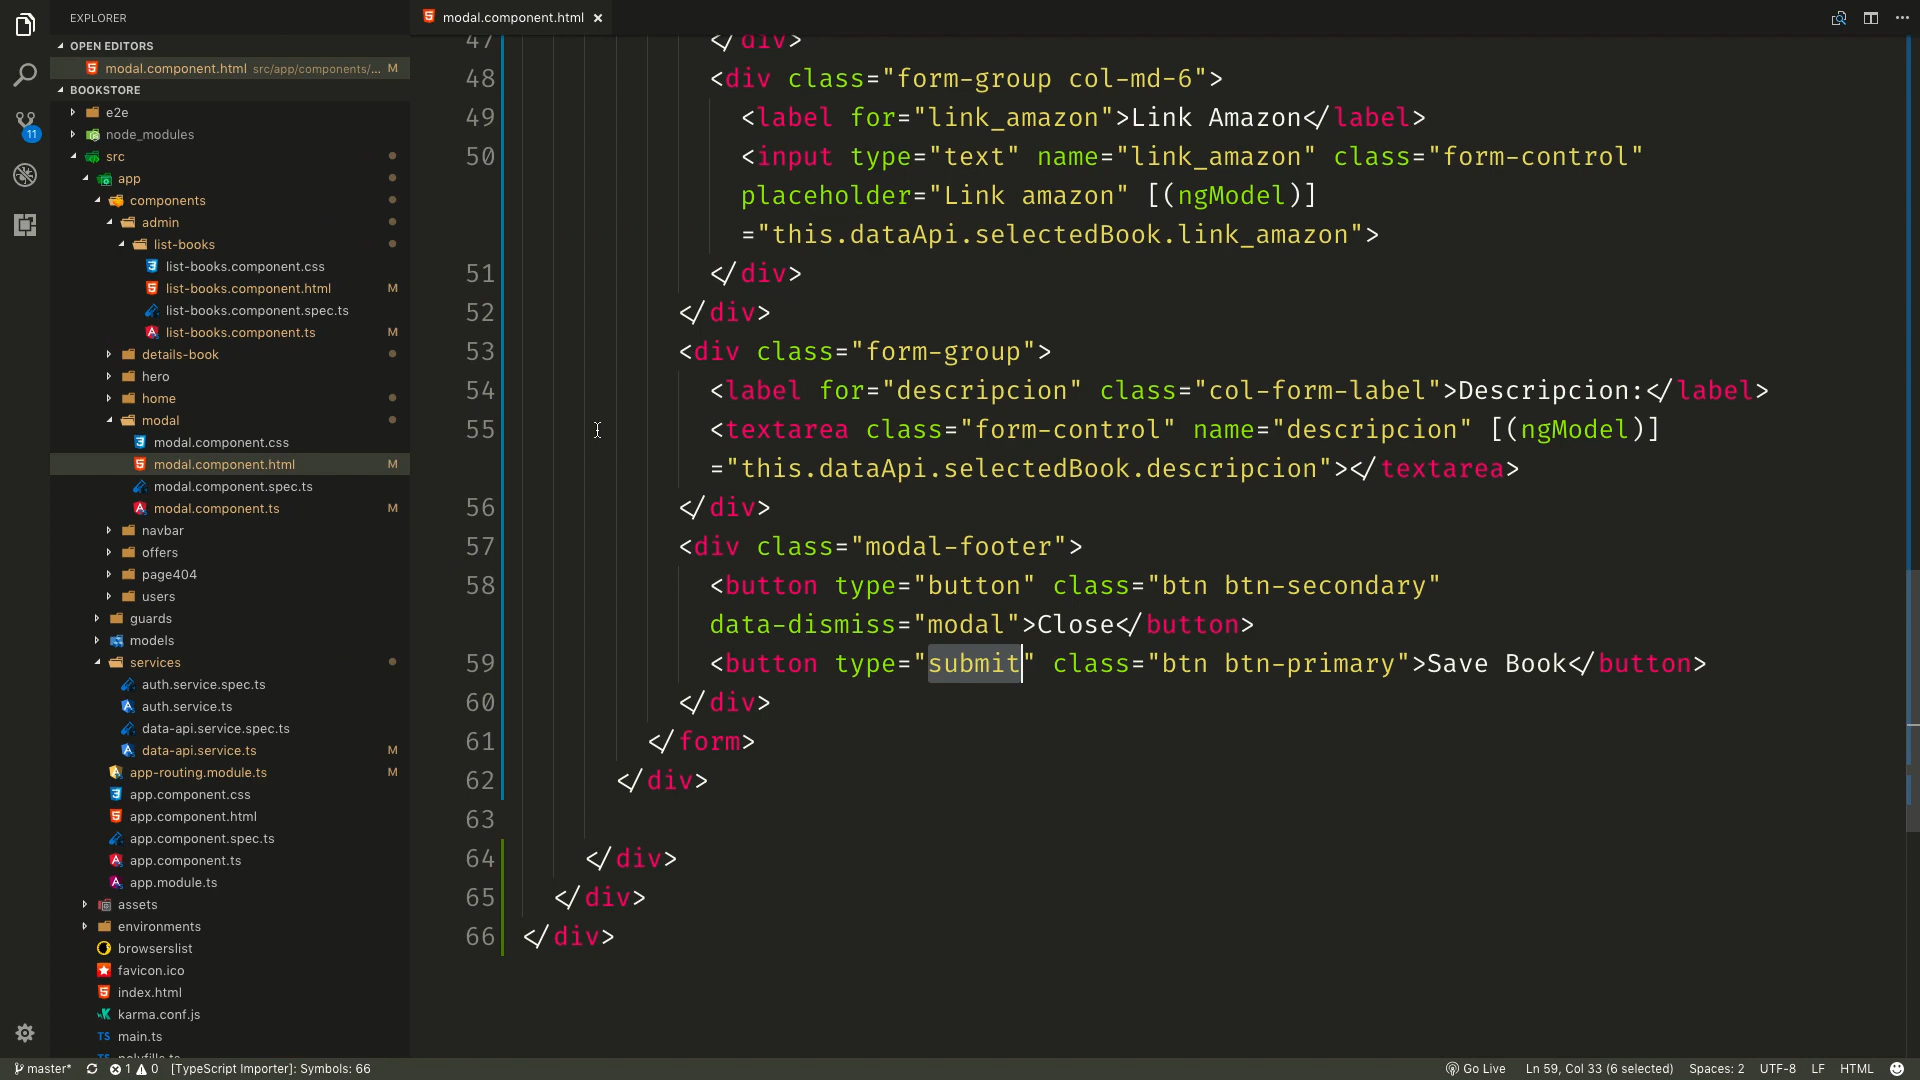 EXPLORER
OPEN EDITORS
modal.component.html src/app/components/... M
BOOKSTORE
e2e
node_modules
src
app
components
admin
list-books
list-books.component.css
list-books.component.html M
list-books.component.spec.ts
list-books.component.ts M
details-book
hero
home
modal
modal.component.css
modal.component.html M
modal.component.spec.ts
modal.component.ts M
navbar
offers
page404
users
guards
models
services
auth.service.spec.ts
auth.service.ts
data-api.service.spec.ts
data-api.service.ts M
app-routing.module.ts M
app.component.css
app.component.html
app.component.spec.ts
app.component.ts
app.module.ts
assets
environments
browserslist
favicon.ico
index.html
karma.conf.js
TS main.ts
TS polyfills.ts
11
modal.component.html ×
47 </div>
48 <div class="form-group col-md-6">
49 <label for="link_amazon">Link Amazon</label>
50 <input type="text" name="link_amazon" class="form-control"
placeholder="Link amazon" [(ngModel)]
="this.dataApi.selectedBook.link_amazon">
51 </div>
52 </div>
53 <div class="form-group">
54 <label for="descripcion" class="col-form-label">Descripcion:</label>
55 <textarea class="form-control" name="descripcion" [(ngModel)]
="this.dataApi.selectedBook.descripcion"></textarea>
56 </div>
57 <div class="modal-footer">
58 <button type="button" class="btn btn-secondary"
data-dismiss="modal">Close</button>
59 <button type="submit" class="btn btn-primary">Save Book</button>
60 </div>
61 </form>
62 </div>
63
64 </div>
65 </div>
66 </div>
master* 1 0 [TypeScript Importer]: Symbols: 66 Go Live Ln 59, Col 33 (6 selected) Spaces: 2 UTF-8 LF HTML